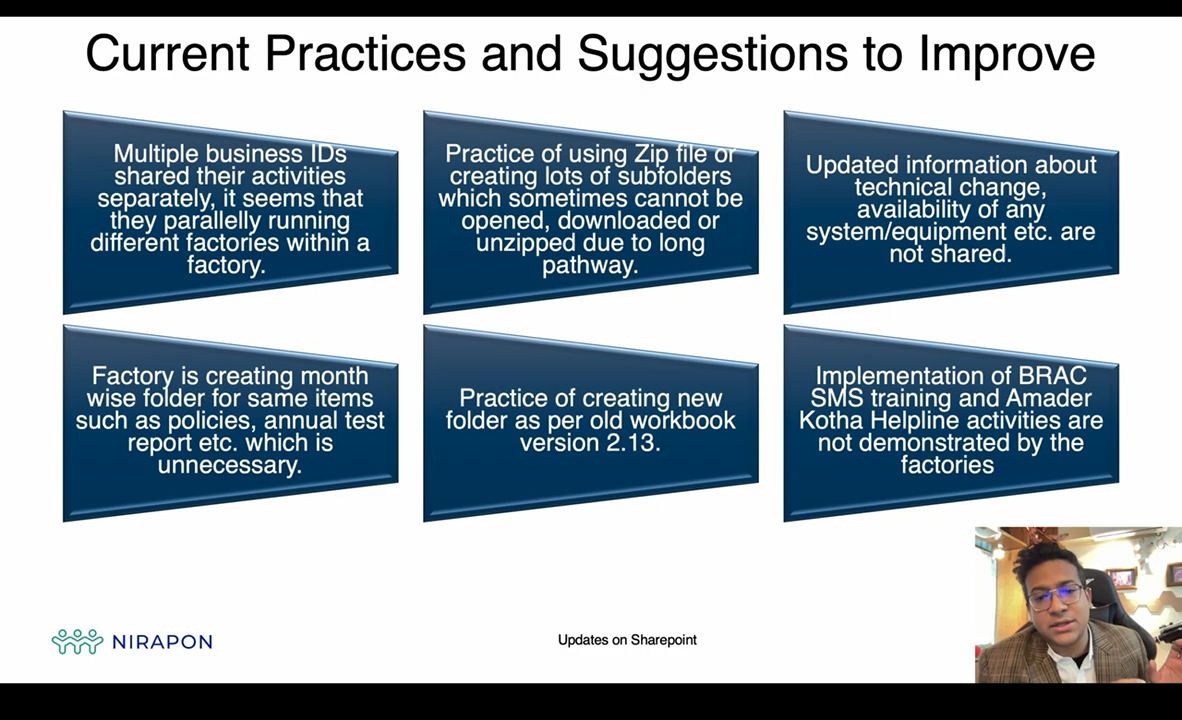 Current Practices and Suggestions to Improve
Multiple business IDs
shared their activities
separately, it seems that
they parallelly running
different factories within a
factory.
Practice of using Zip file or
creating lots of subfolders
which sometimes cannot be
opened, downloaded or
unzipped due to long
pathway.
Updated information about
technical change,
availability of any
system/equipment etc. are
not shared.
Factory is creating month
wise folder for same items
such as policies, annual test
report etc. which is
unnecessary.
Practice of creating new
folder as per old workbook
version 2.13.
Implementation of BRAC
SMS training and Amader
Kotha Helpline activities are
not demonstrated by the
factories
NIRAPON
Updates on Sharepoint